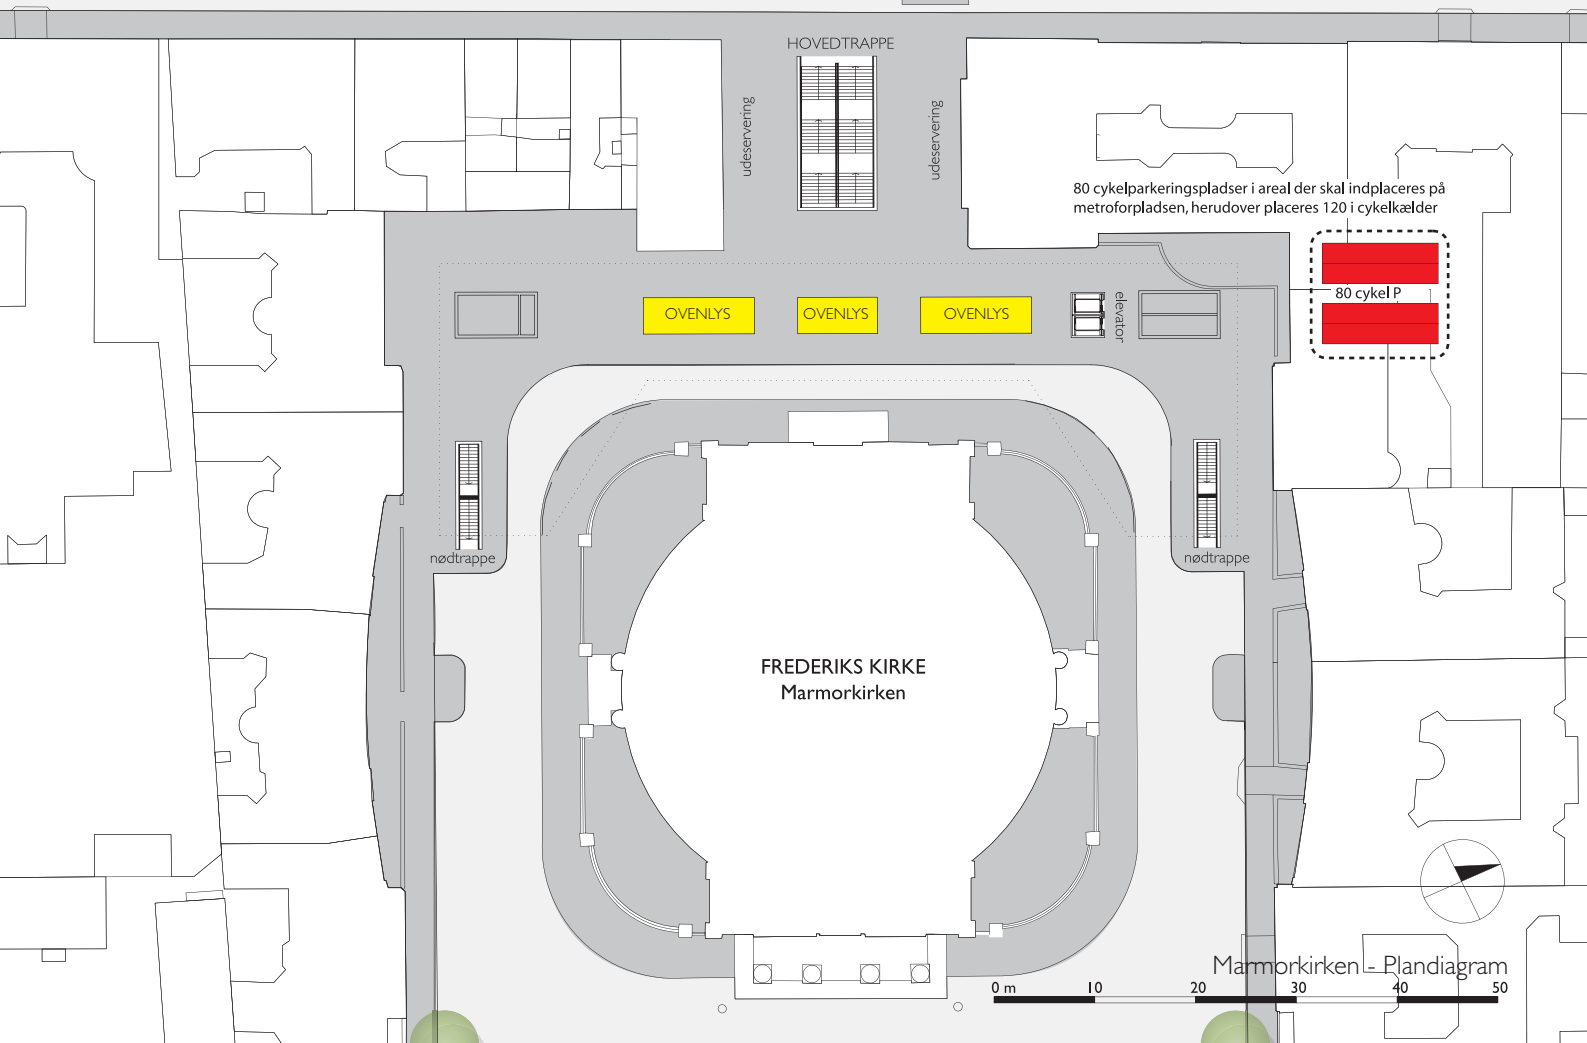 HOVEDTRAPPE
udeservering
udeservering
80 cykelparkeringspladser i areal der skal indplaceres på
metroforpladsen, herudover placeres 120 i cykelkælder
80 cykel P
OVENLYS
OVENLYS
OVENLYS
elevator
nødtrappe
nødtrappe
FREDERIKS KIRKE
Marmorkirken
Marmorkirken - Plandiagram
0 m 10 20 30 40 50